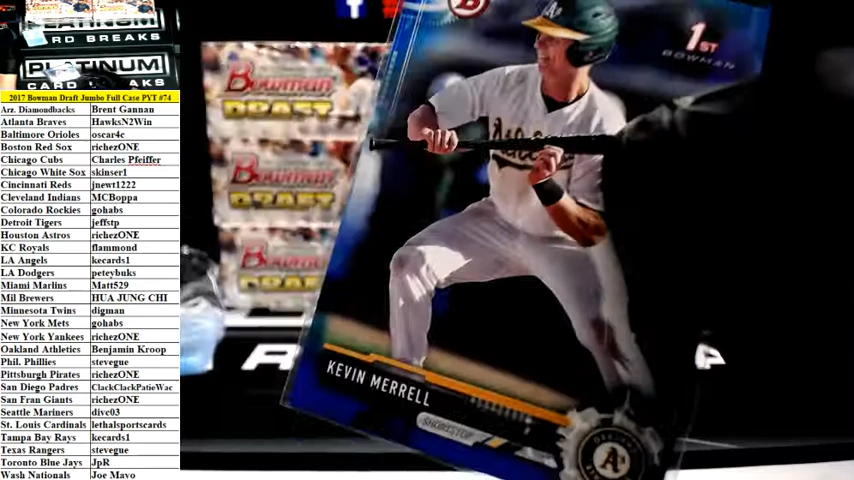 RD BREAKS
PLATINUM
CARD BREAKS
2017 Bowman Draft Jumbo Full Case PYT #74
Arz. Diamondbacks Brent Gannan
Atlanta Braves HawksN2Win
Baltimore Orioles oscar4c
Boston Red Sox richezONE
Chicago Cubs Charles Pfeiffer
Chicago White Sox skinser1
Cincinnati Reds jnewt1222
Cleveland Indians MCBoppa
Colorado Rockies gohabs
Detroit Tigers jeffstp
Houston Astros richezONE
KC Royals flammond
LA Angels kecards1
LA Dodgers peteybuks
Miami Marlins Matt529
Mil Brewers HUA JUNG CHI
Minnesota Twins digman
New York Mets gohabs
New York Yankees richezONE
Oakland Athletics Benjamin Kroop
Phil. Phillies stevegue
Pittsburgh Pirates richezONE
San Diego Padres ClackClackPatieWac
San Fran Giants richezONE
Seattle Mariners divc03
St. Louis Cardinals lethalsportscards
Tampa Bay Rays kecards1
Texas Rangers stevegue
Toronto Blue Jays JpR
Wash Nationals Joe Mayo
Bowman
DRAFT
Bowman
DRAFT
Bowman
B
1ST
BOWMAN
A's
KEVIN MERRELL
SHORTSTOP
A's